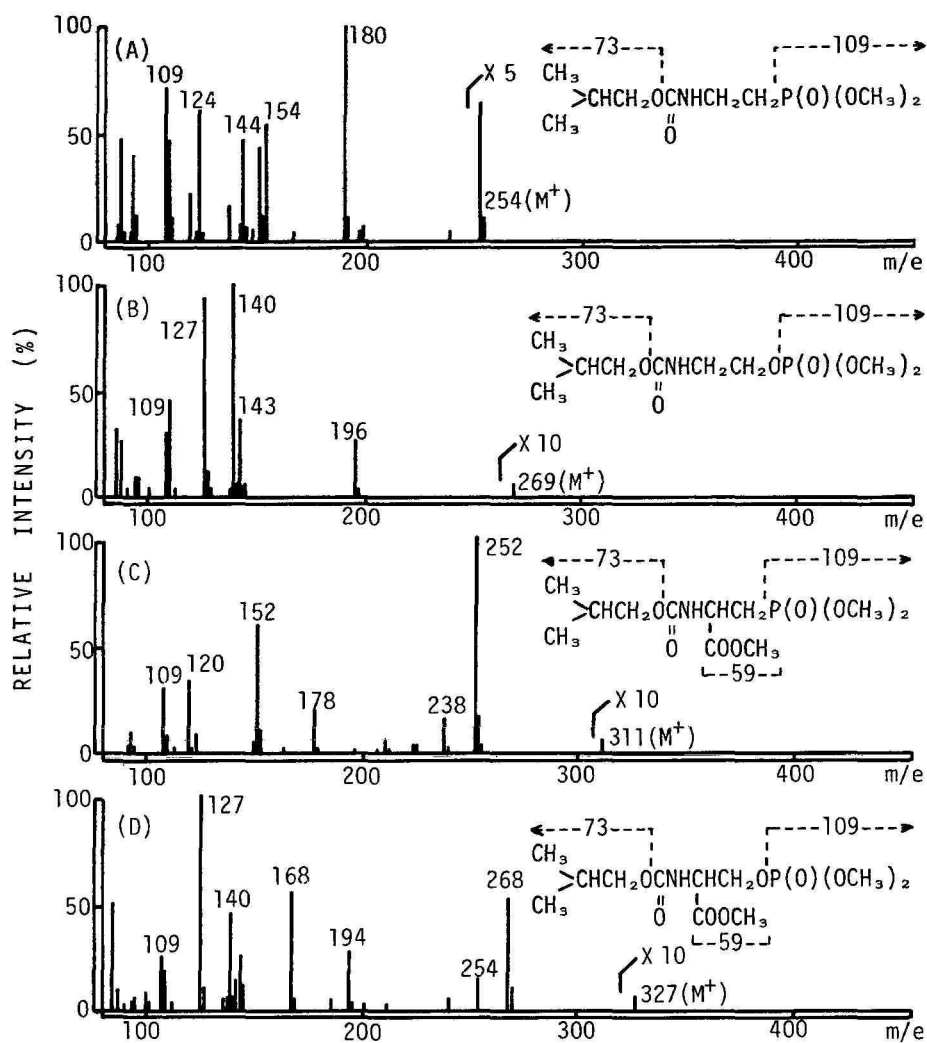 RELATIVE INTENSITY (%)
(A)
100
50
0
109
124
144
154
180
X 5
254(M⁺)
100
200
300
400
m/e
<---73---
---109--->
CH₃
>CHCH₂OCNHCH₂CH₂P(O)(OCH₃)₂
CH₃
O
(B)
100
50
0
109
127
140
143
196
X 10
269(M⁺)
100
200
300
400
m/e
<---73---
---109--->
CH₃
>CHCH₂OCNHCH₂CH₂OP(O)(OCH₃)₂
CH₃
O
(C)
100
50
0
109
120
152
178
238
252
X 10
311(M⁺)
100
200
300
400
m/e
<---73---
---109--->
CH₃
>CHCH₂OCNHCHCH₂P(O)(OCH₃)₂
CH₃
O
COOCH₃
59
(D)
100
50
0
109
127
140
168
194
254
268
X 10
327(M⁺)
100
200
300
400
m/e
<---73---
---109--->
CH₃
>CHCH₂OCNHCHCH₂OP(O)(OCH₃)₂
CH₃
O
COOCH₃
59